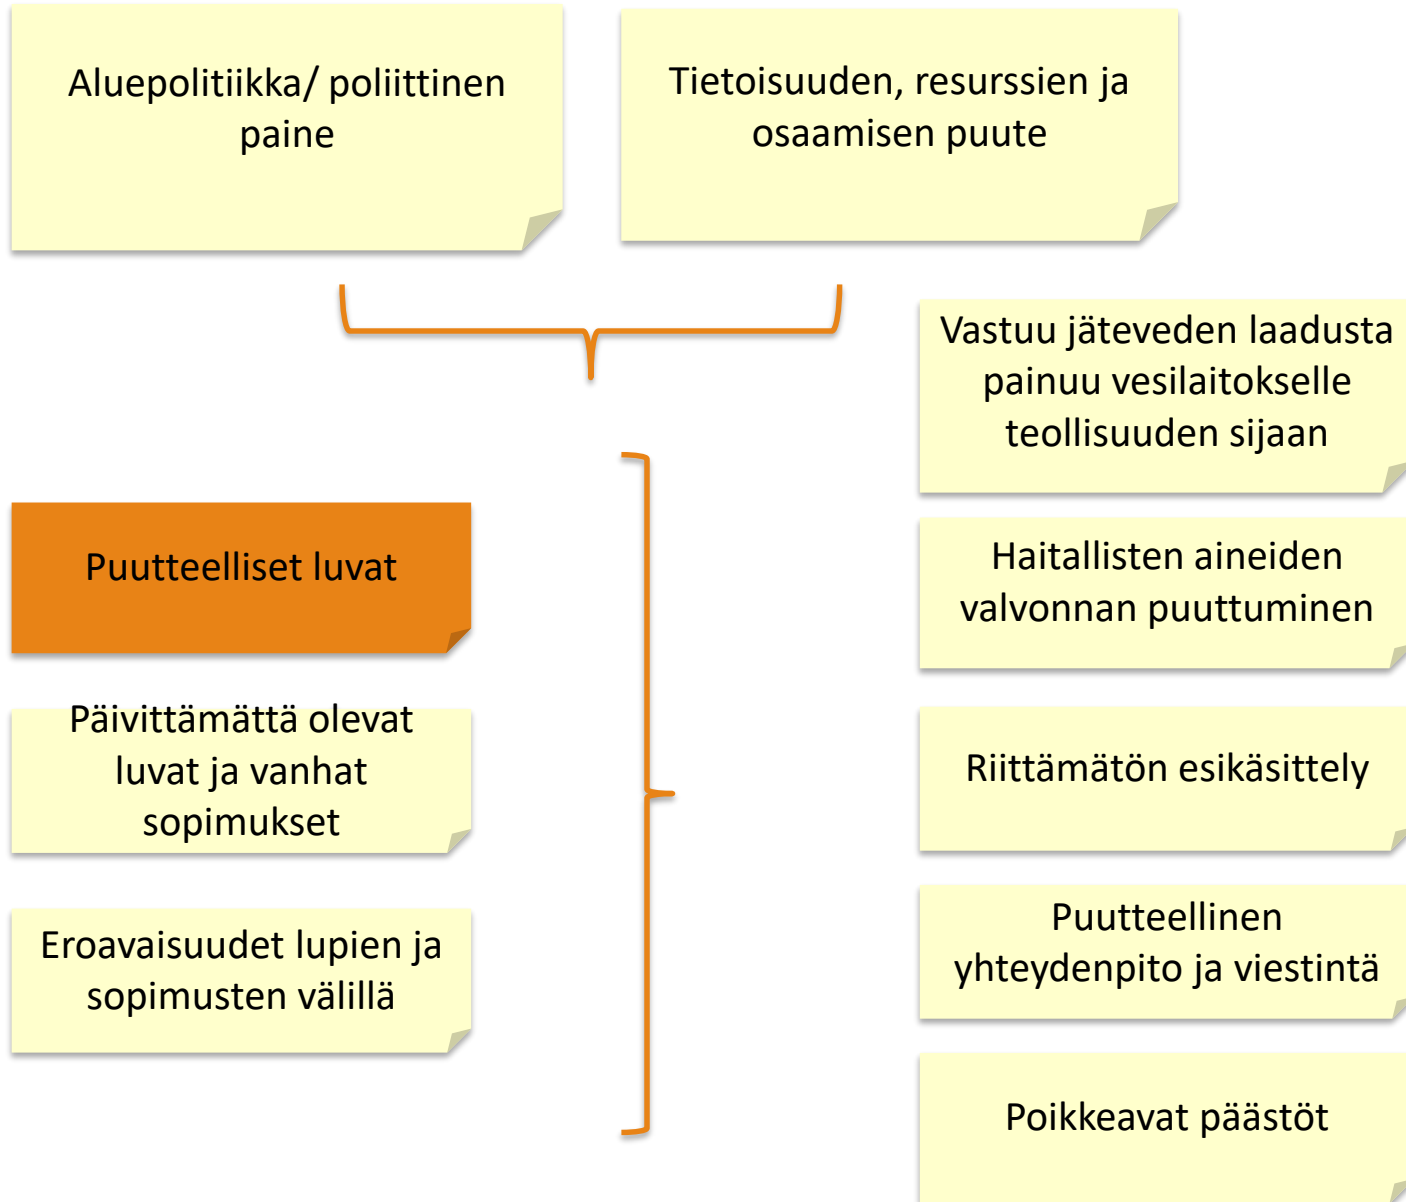 Aluepolitiikka/ poliittinen
paine
Tietoisuuden, resurssien ja
osaamisen puute
Puutteelliset luvat
Päivittämättä olevat
luvat ja vanhat
sopimukset
Eroavaisuudet lupien ja
sopimusten välillä
Vastuu jäteveden laadusta
painuu vesilaitokselle
teollisuuden sijaan
Haitallisten aineiden
valvonnan puuttuminen
Riittämätön esikäsittely
Puutteellinen
yhteydenpito ja viestintä
Poikkeavat päästöt